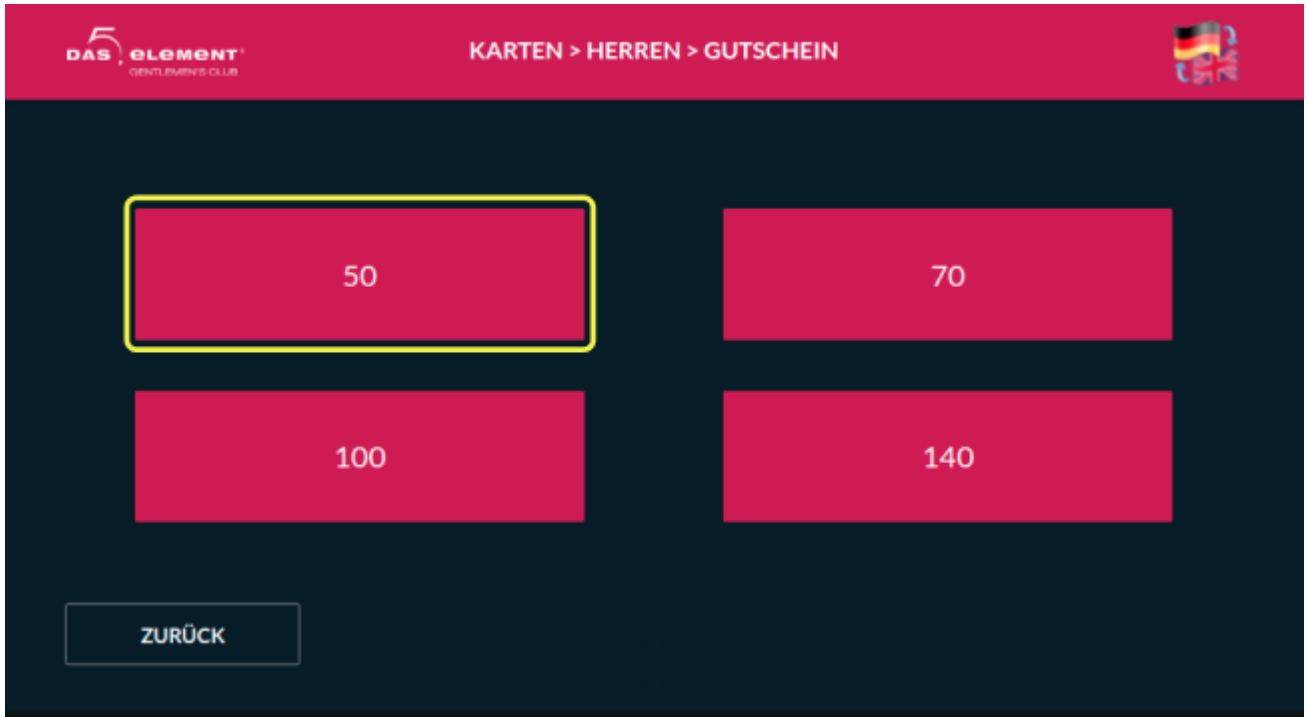 DAS 5 ELEMENT
GENTLEMEN'S CLUB
KARTEN > HERREN > GUTSCHEIN
50
70
100
140
ZURÜCK